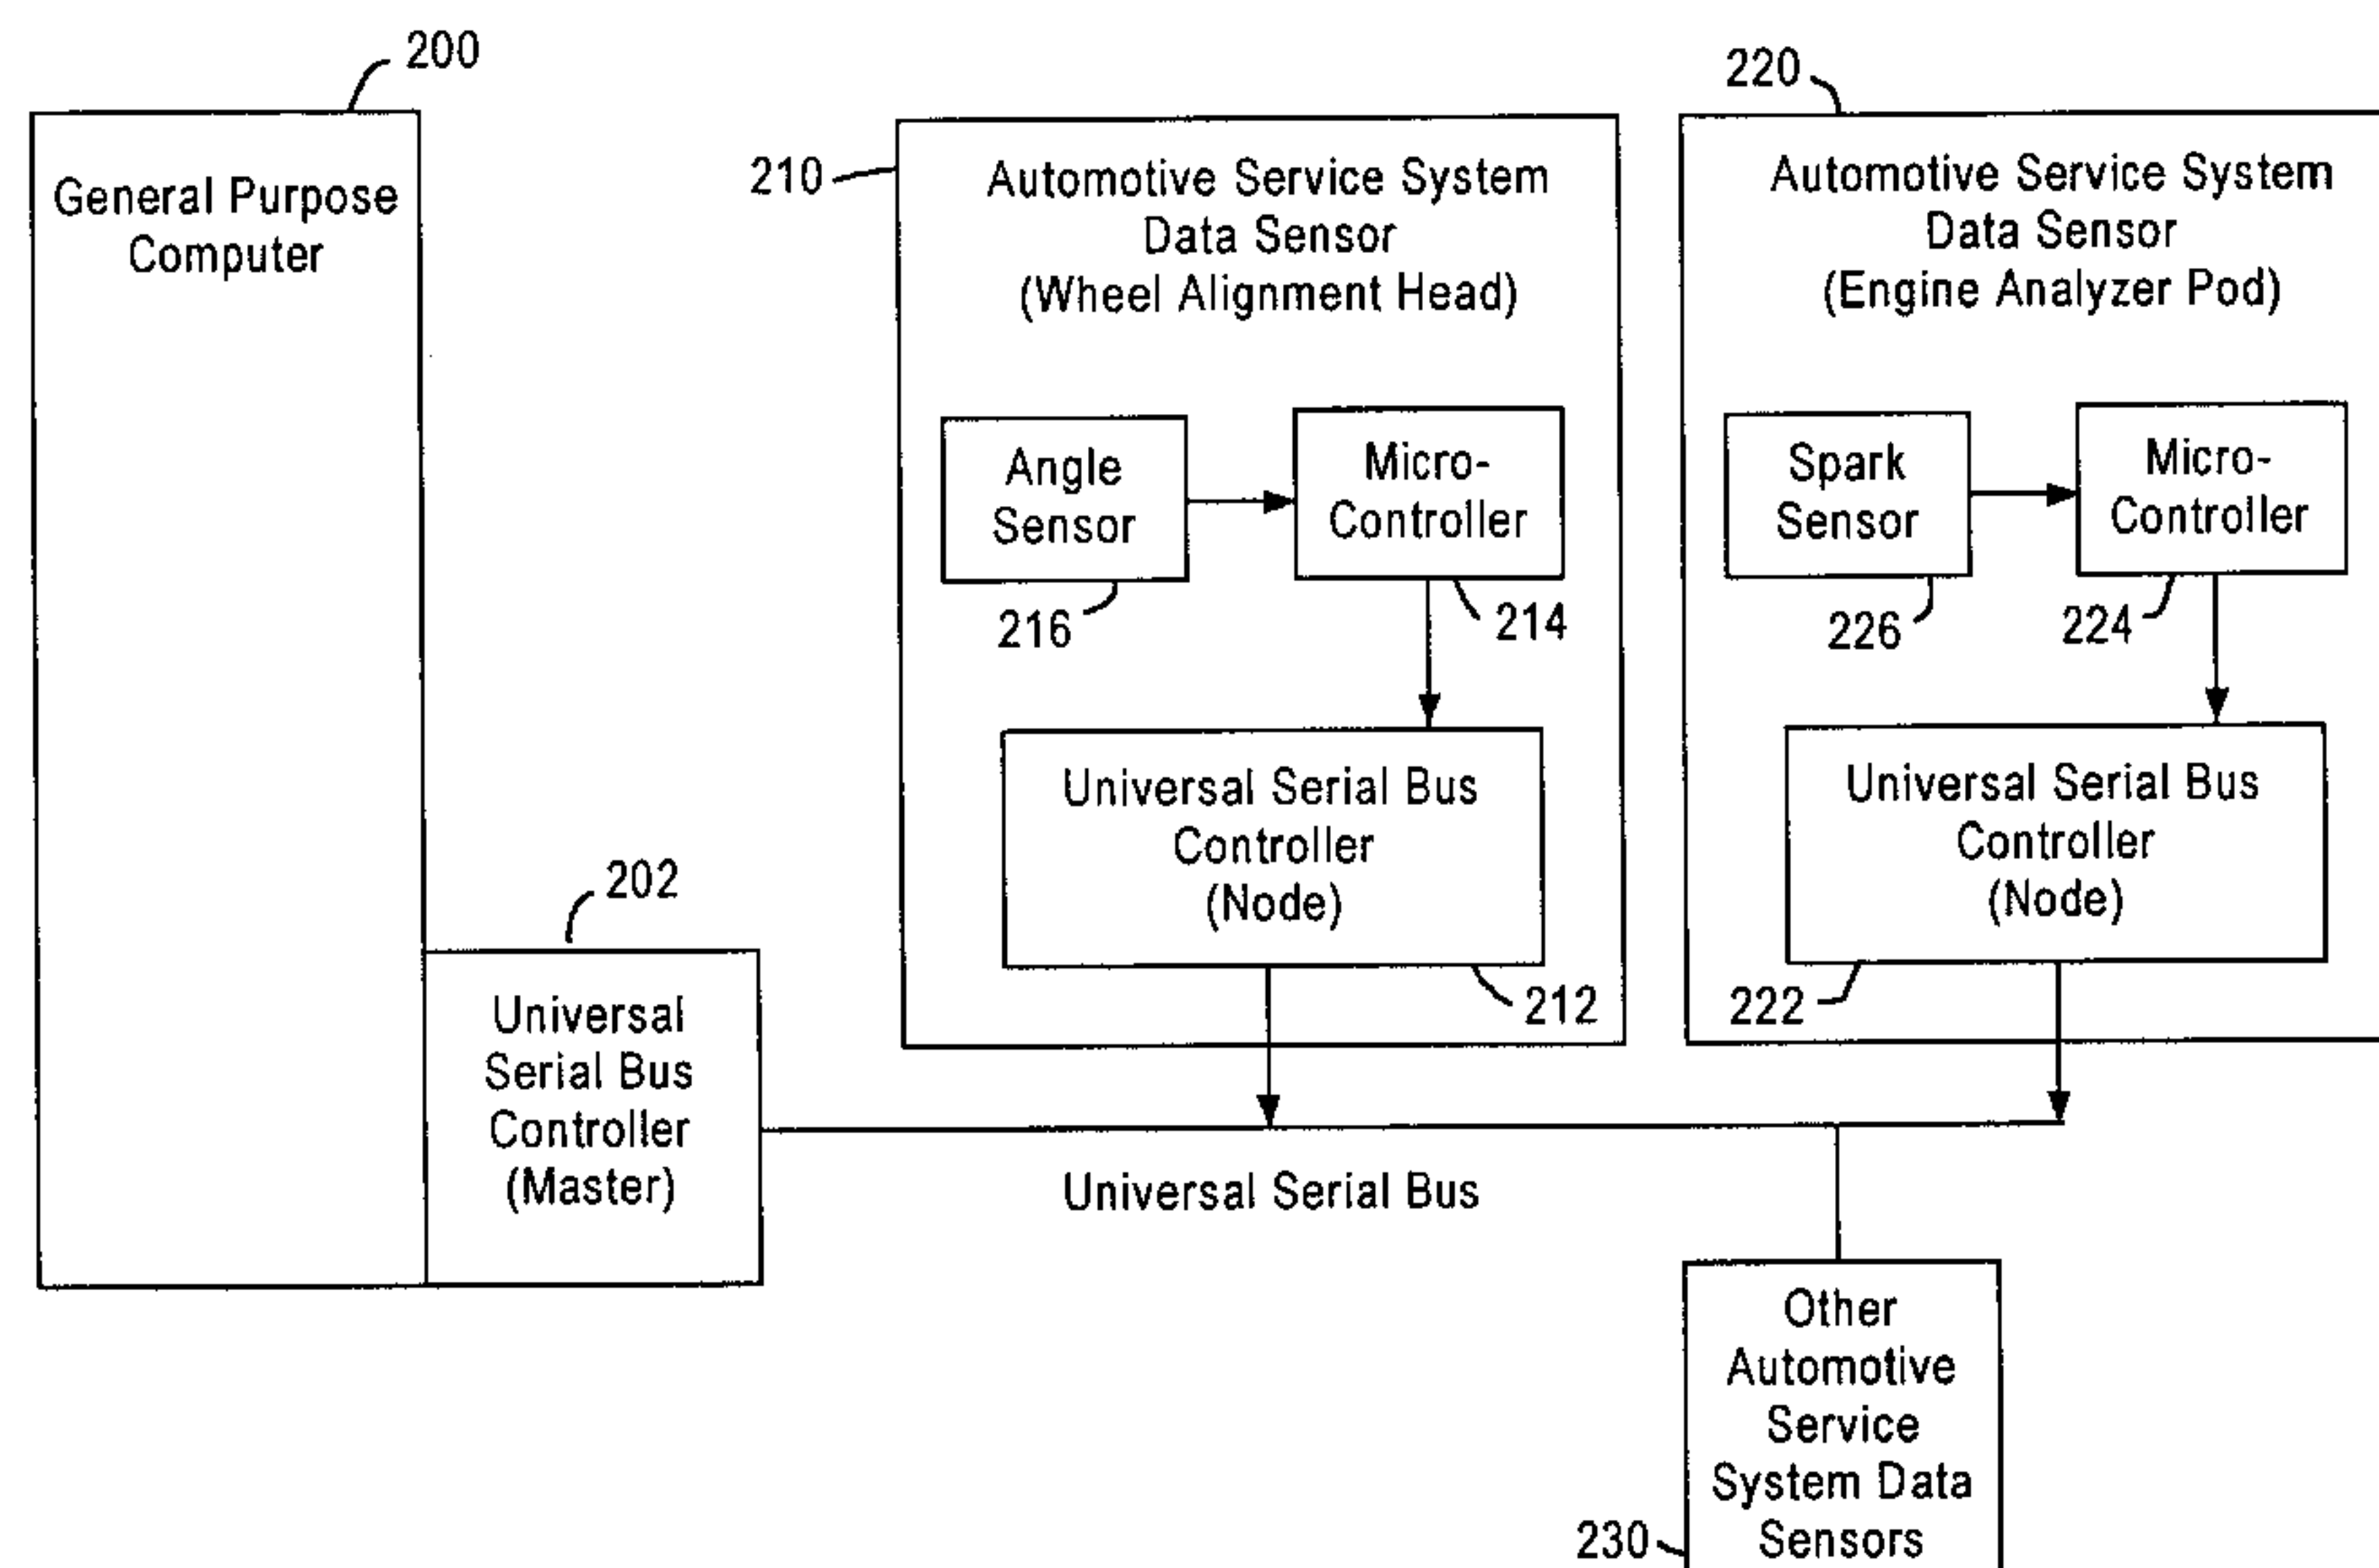 200
General Purpose
Computer
202
Universal
Serial Bus
Controller
(Master)
210
Automotive Service System
Data Sensor
(Wheel Alignment Head)
Angle
Sensor
216
Micro-
Controller
214
Universal Serial Bus
Controller
(Node)
212
220
Automotive Service System
Data Sensor
(Engine Analyzer Pod)
Spark
Sensor
226
Micro-
Controller
224
Universal Serial Bus
Controller
(Node)
222
Universal Serial Bus
Other
Automotive
Service
System Data
Sensors
230